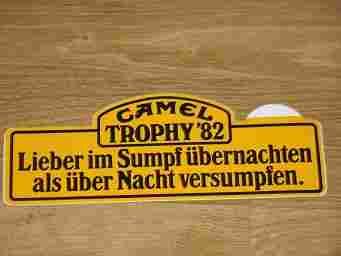 CAMEL
TROPHY '82
Lieber im Sumpf übernachten
als über Nacht versumpfen.